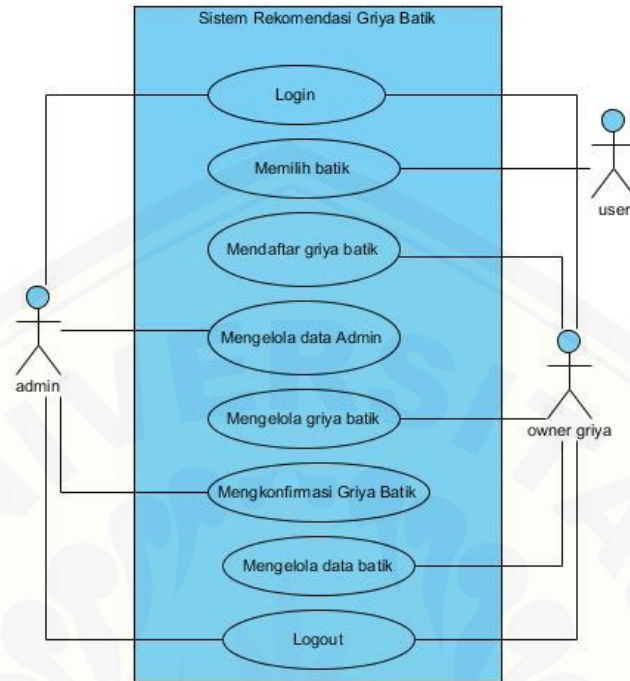 Sistem Rekomendasi Griya Batik
Login
Memilih batik
user
Mendaftar griya batik
Mengelola data Admin
admin
Mengelola griya batik
owner griya
Mengkonfirmasi Griya Batik
Mengelola data batik
Logout
UNIVERSITA